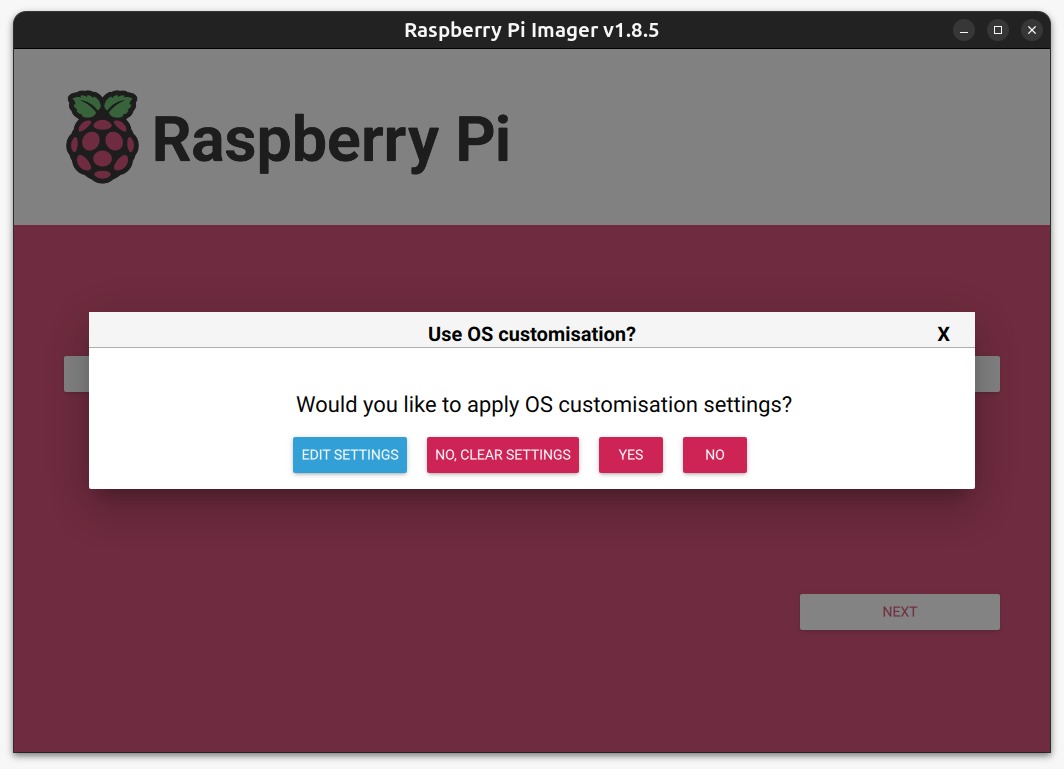 Raspberry Pi Imager v1.8.5
Raspberry Pi
Use OS customisation? X
Would you like to apply OS customisation settings?
EDIT SETTINGS NO, CLEAR SETTINGS YES NO
NEXT